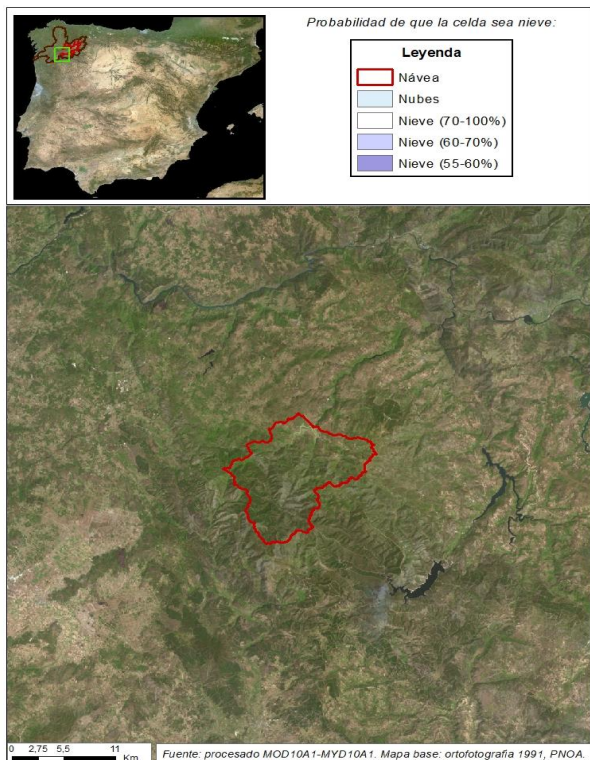 Probabilidad de que la celda sea nieve:
Leyenda
Návea
Nubes
Nieve (70-100%)
Nieve (60-70%)
Nieve (55-60%)
0 2,75 5,5 11
Km
Fuente: procesado MOD10A1-MYD10A1. Mapa base: ortofotografia 1991, PNOA.